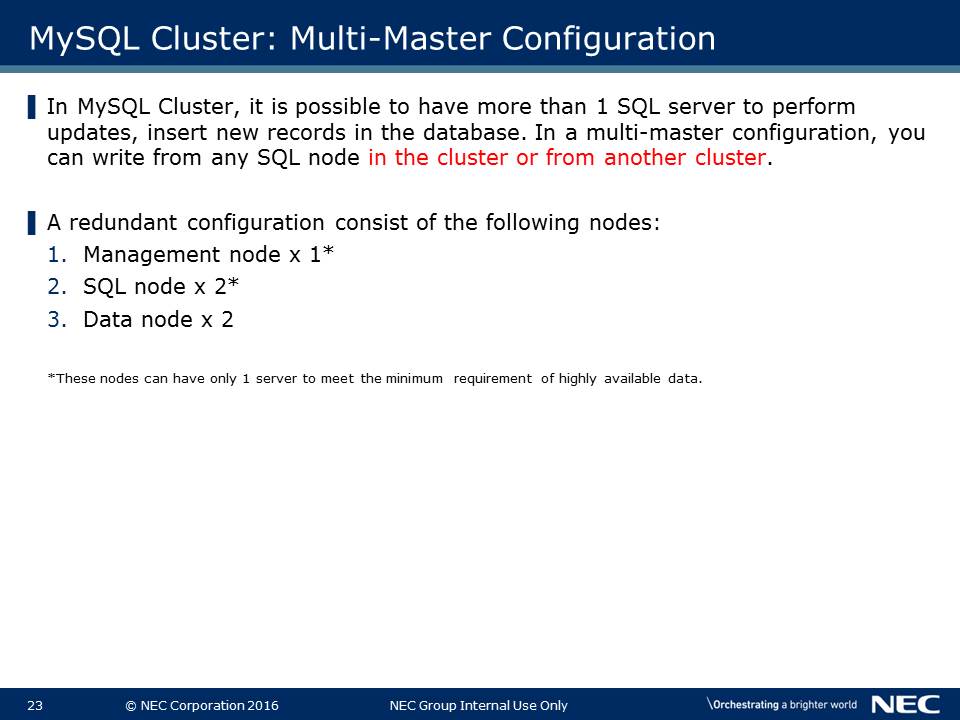 MySQL Cluster: Multi-Master Configuration
In MySQL Cluster, it is possible to have more than 1 SQL server to perform
updates, insert new records in the database. In a multi-master configuration, you
can write from any SQL node in the cluster or from another cluster.
A redundant configuration consist of the following nodes:
1. Management node x 1*
2. SQL node x 2*
3. Data node x 2
*These nodes can have only 1 server to meet the minimum requirement of highly available data.
23 © NEC Corporation 2016 NEC Group Internal Use Only \Orchestrating a brighter world NEC